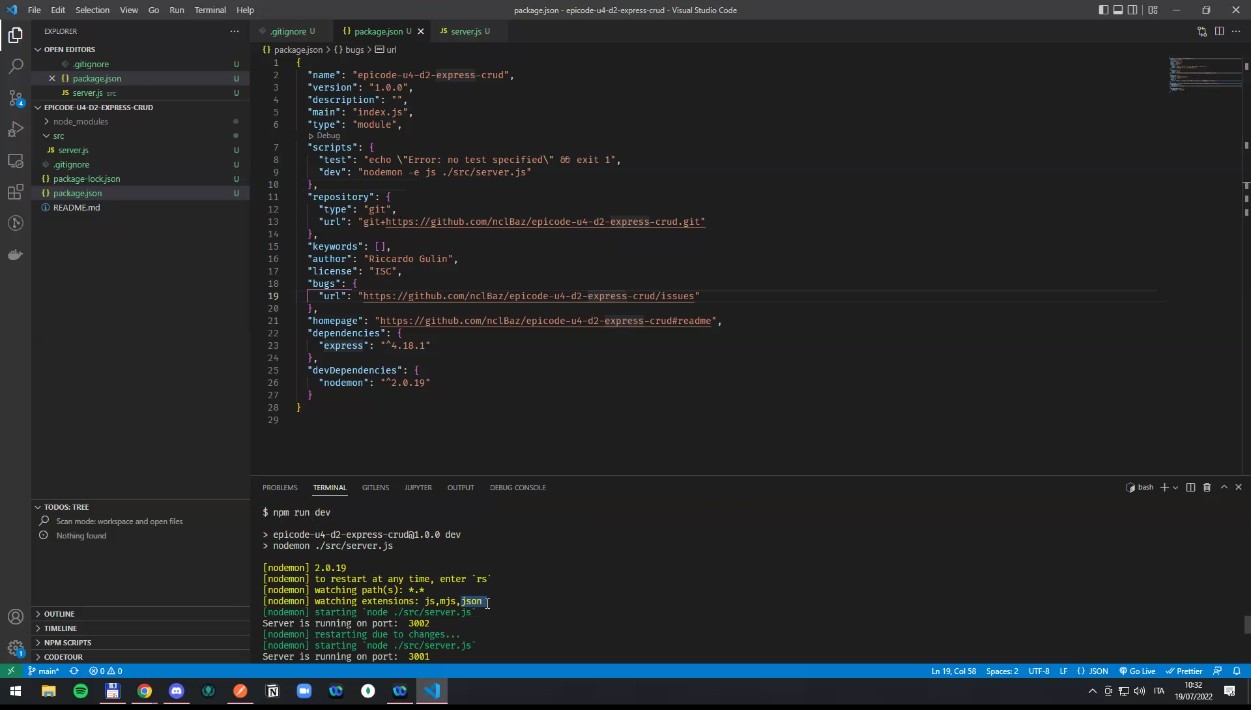 File Edit Selection View Go Run Terminal Help
package.json - epicode-u4-d2-express-crud - Visual Studio Code
EXPLORER
OPEN EDITORS
.gitignore U
package.json U
server.js src U
EPICODE-U4-D2-EXPRESS-CRUD
node_modules
src
server.js U
.gitignore U
package-lock.json U
package.json U
README.md
TODOS: TREE
Scan mode: workspace and open files
Nothing found
OUTLINE
TIMELINE
NPM SCRIPTS
CODETOUR
4
1
.gitignore U
package.json U
server.js U
package.json > {} bugs > url
1 {
2 "name": "epicode-u4-d2-express-crud",
3 "version": "1.0.0",
4 "description": "",
5 "main": "index.js",
6 "type": "module",
Debug
7 "scripts": {
8 "test": "echo \"Error: no test specified\" && exit 1",
9 "dev": "nodemon -e js ./src/server.js"
10 },
11 "repository": {
12 "type": "git",
13 "url": "git+https://github.com/nclBaz/epicode-u4-d2-express-crud.git"
14 },
15 "keywords": [],
16 "author": "Riccardo Gulin",
17 "license": "ISC",
18 "bugs": {
19 "url": "https://github.com/nclBaz/epicode-u4-d2-express-crud/issues"
20 },
21 "homepage": "https://github.com/nclBaz/epicode-u4-d2-express-crud#readme",
22 "dependencies": {
23 "express": "^4.18.1"
24 },
25 "devDependencies": {
26 "nodemon": "^2.0.19"
27 }
28 }
29
PROBLEMS TERMINAL GITLENS JUPYTER OUTPUT DEBUG CONSOLE
bash
$ npm run dev
> epicode-u4-d2-express-crud@1.0.0 dev
> nodemon ./src/server.js
[nodemon] 2.0.19
[nodemon] to restart at any time, enter `rs`
[nodemon] watching path(s): *.*
[nodemon] watching extensions: js,mjs,json
[nodemon] starting `node ./src/server.js`
Server is running on port: 3002
[nodemon] restarting due to changes...
[nodemon] starting `node ./src/server.js`
Server is running on port: 3001
main* 0 0
Ln 19, Col 58 Spaces: 2 UTF-8 LF {} JSON Go Live Prettier
ITA
10:32
19/07/2022